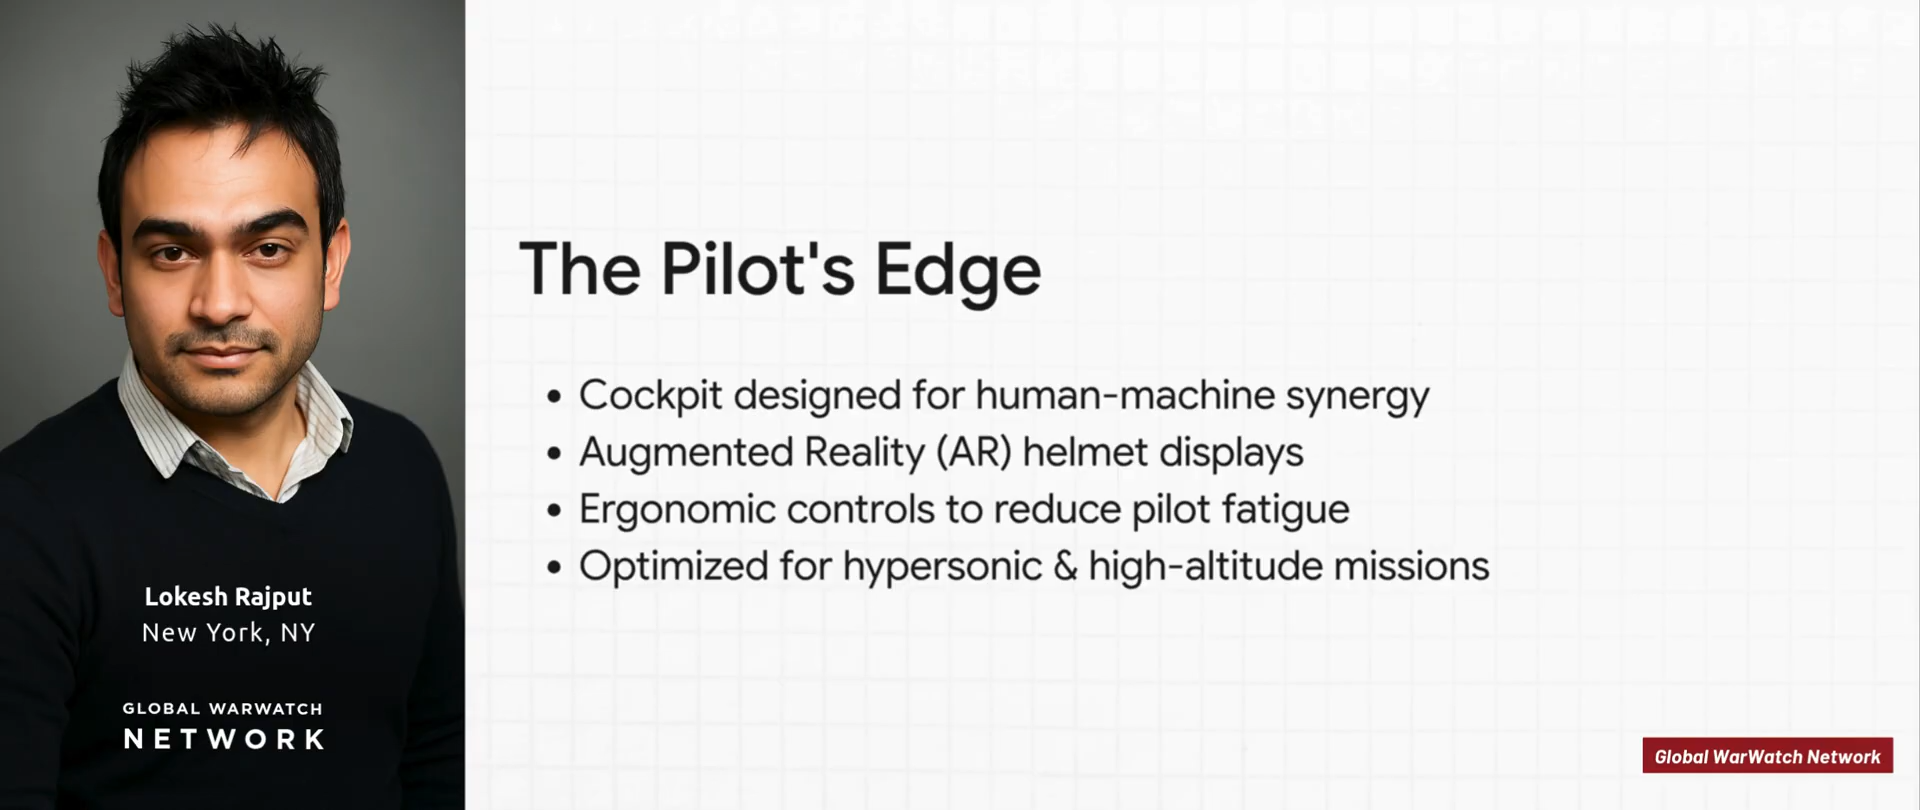 Lokesh Rajput
New York, NY
GLOBAL WARWATCH
NETWORK
The Pilot's Edge
• Cockpit designed for human-machine synergy
• Augmented Reality (AR) helmet displays
• Ergonomic controls to reduce pilot fatigue
• Optimized for hypersonic & high-altitude missions
Global WarWatch Network